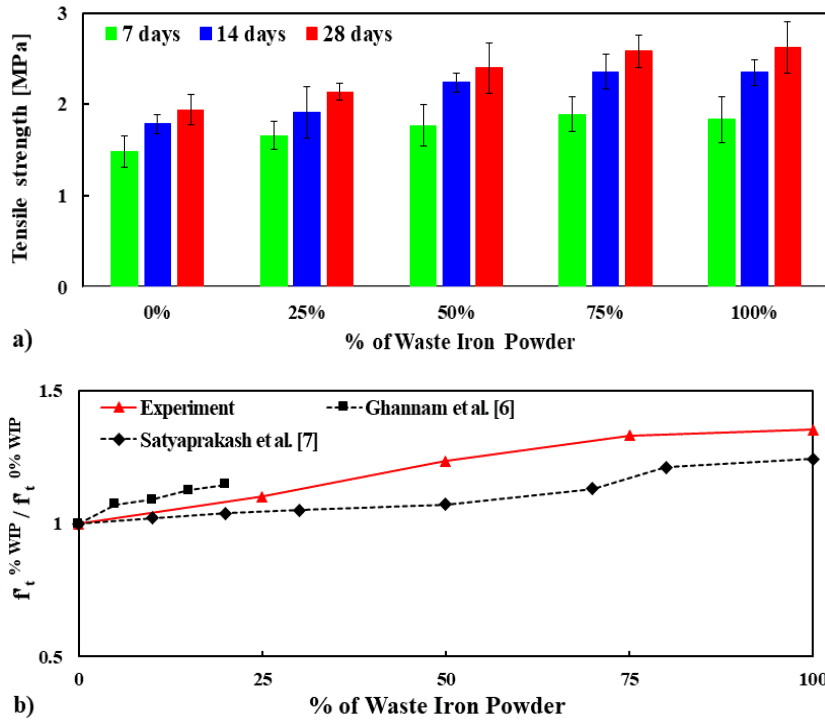 3
7 days 14 days 28 days
2
Tensile strength [MPa]
1
0
0% 25% 50% 75% 100%
% of Waste Iron Powder
a)
1.5
Experiment Ghannam et al. [6]
Satyaprakash et al. [7]
f't % WIP / f't 0% WIP
1
0.5
0 25 50 75 100
% of Waste Iron Powder
b)